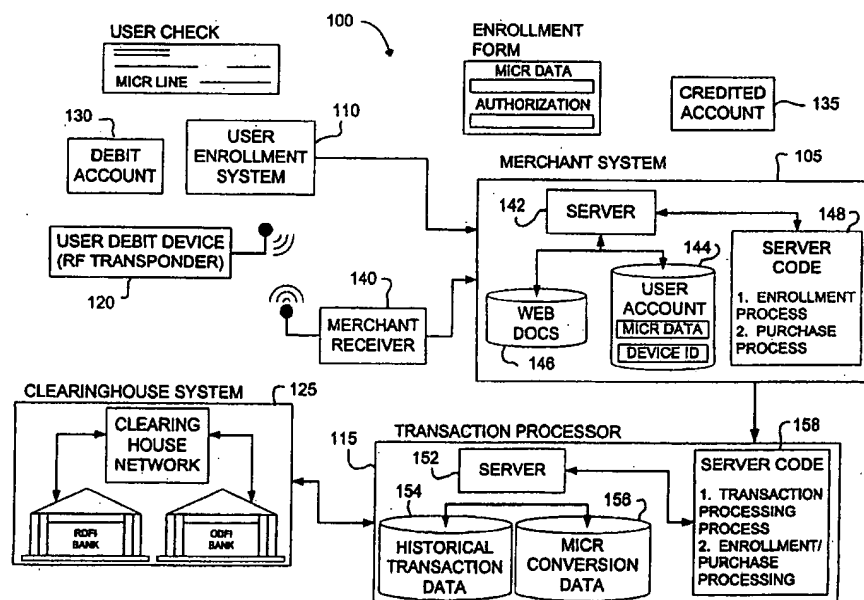 USER CHECK
MICR LINE
100
ENROLLMENT
FORM
MICR DATA
AUTHORIZATION
CREDITED
ACCOUNT
135
130
DEBIT
ACCOUNT
110
USER
ENROLLMENT
SYSTEM
MERCHANT SYSTEM
105
142
SERVER
148
SERVER
CODE
1. ENROLLMENT
PROCESS
2. PURCHASE
PROCESS
144
USER
ACCOUNT
MICR DATA
DEVICE ID
WEB
DOCS
146
USER DEBIT DEVICE
(RF TRANSPONDER)
120
140
MERCHANT
RECEIVER
CLEARINGHOUSE SYSTEM
125
CLEARING
HOUSE
NETWORK
RDFI
BANK
ODFI
BANK
TRANSACTION PROCESSOR
115
152
SERVER
158
SERVER CODE
1. TRANSACTION
PROCESSING
PROCESS
2. ENROLLMENT/
PURCHASE
PROCESSING
154
HISTORICAL
TRANSACTION
DATA
156
MICR
CONVERSION
DATA